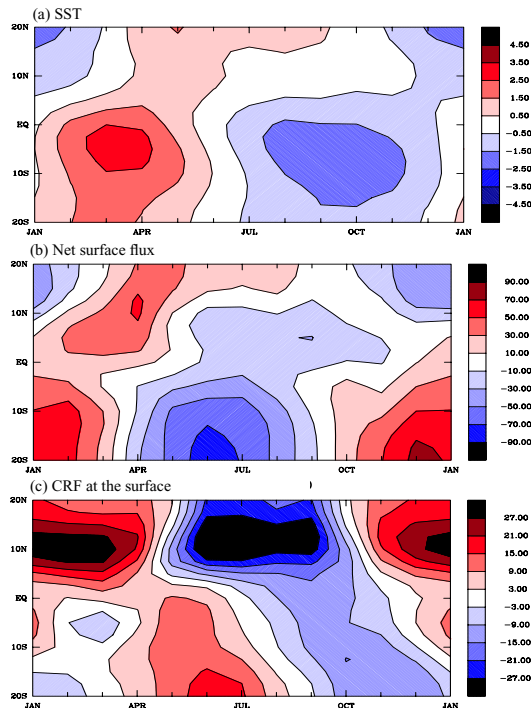 (a) SST
20N
10N
EQ
10S
20S
JAN APR JUL OCT JAN
4.50
3.50
2.50
1.50
0.50
-0.50
-1.50
-2.50
-3.50
-4.50
(b) Net surface flux
20N
10N
EQ
10S
20S
JAN APR JUL OCT JAN
90.00
70.00
50.00
30.00
10.00
-10.00
-30.00
-50.00
-70.00
-90.00
)
(c) CRF at the surface
20N
10N
EQ
10S
20S
JAN APR JUL OCT JAN
27.00
21.00
15.00
9.00
3.00
-3.00
-9.00
-15.00
-21.00
-27.00